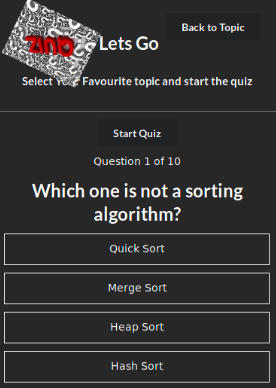 Back to Topic
QUIZ
Lets Go
Select Your Favourite topic and start the quiz
Start Quiz
Question 1 of 10
Which one is not a sorting
algorithm?
Quick Sort
Merge Sort
Heap Sort
Hash Sort